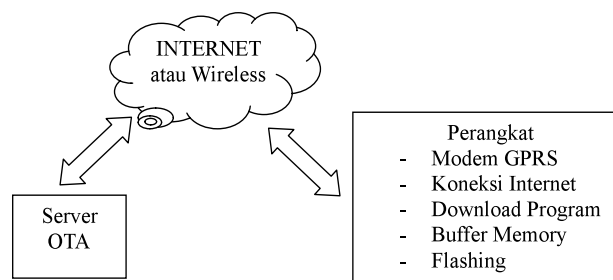 INTERNET
atau Wireless
Server
OTA
Perangkat
- Modem GPRS
- Koneksi Internet
- Download Program
- Buffer Memory
- Flashing